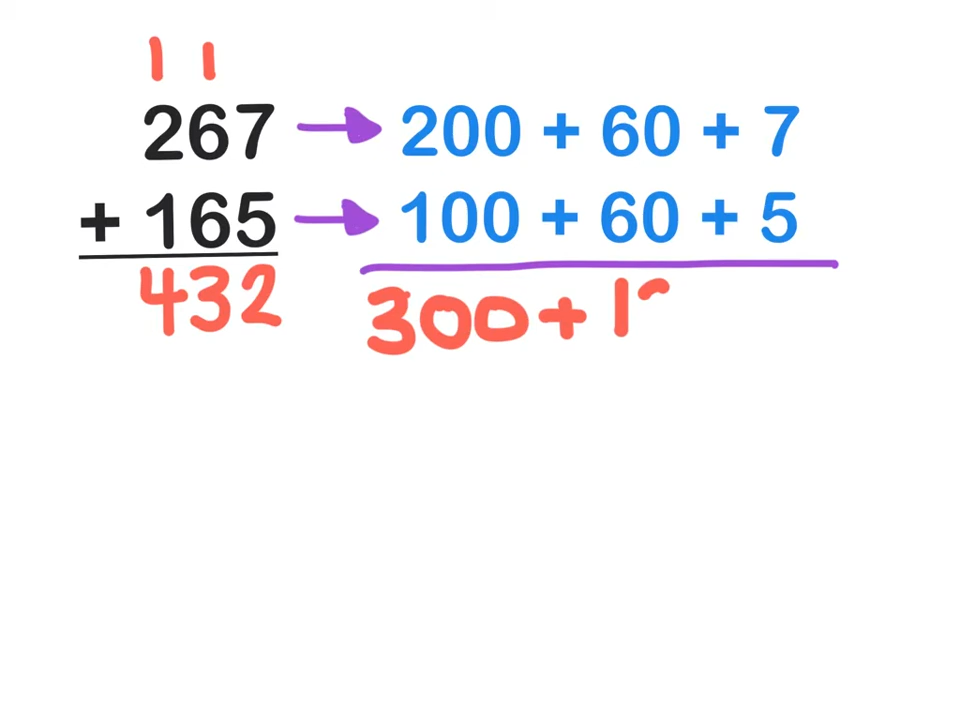 1 1
267 → 200 + 60 + 7
+ 165 → 100 + 60 + 5
432 300 + 1